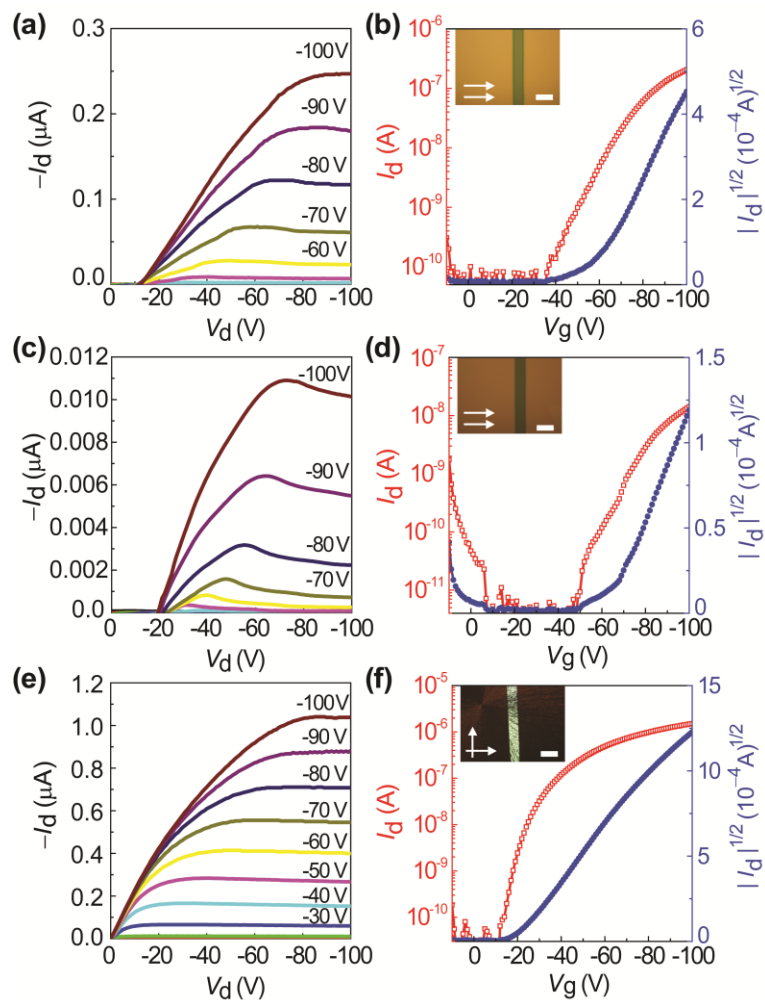 (a)
0.3
0.2
0.1
0.0
−Id (μA)
-100V
-90 V
-80 V
-70 V
-60V
0 -20 -40 -60 -80 -100
Vd (V)
(b)
10⁻⁶
10⁻⁷
10⁻⁸
10⁻⁹
10⁻¹⁰
Id (A)
6
4
2
0
| Id |¹/² (10⁻⁴A)¹/²
0 -20 -40 -60 -80 -100
Vg (V)
(c)
0.012
0.010
0.008
0.006
0.004
0.002
0.000
−Id (μA)
-100V
-90V
-80 V
-70 V
0 -20 -40 -60 -80 -100
Vd (V)
(d)
10⁻⁷
10⁻⁸
10⁻⁹
10⁻¹⁰
10⁻¹¹
Id (A)
1.5
1
0.5
0
| Id |¹/² (10⁻⁴A)¹/²
0 -20 -40 -60 -80 -100
Vg (V)
(e)
1.2
1.0
0.8
0.6
0.4
0.2
0.0
−Id (μA)
-100V
-90 V
-80 V
-70 V
-60 V
-50 V
-40 V
-30 V
0 -20 -40 -60 -80 -100
Vd (V)
(f)
10⁻⁵
10⁻⁶
10⁻⁷
10⁻⁸
10⁻⁹
10⁻¹⁰
Id (A)
15
10
5
0
| Id |¹/² (10⁻⁴A)¹/²
0 -20 -40 -60 -80 -100
Vg (V)